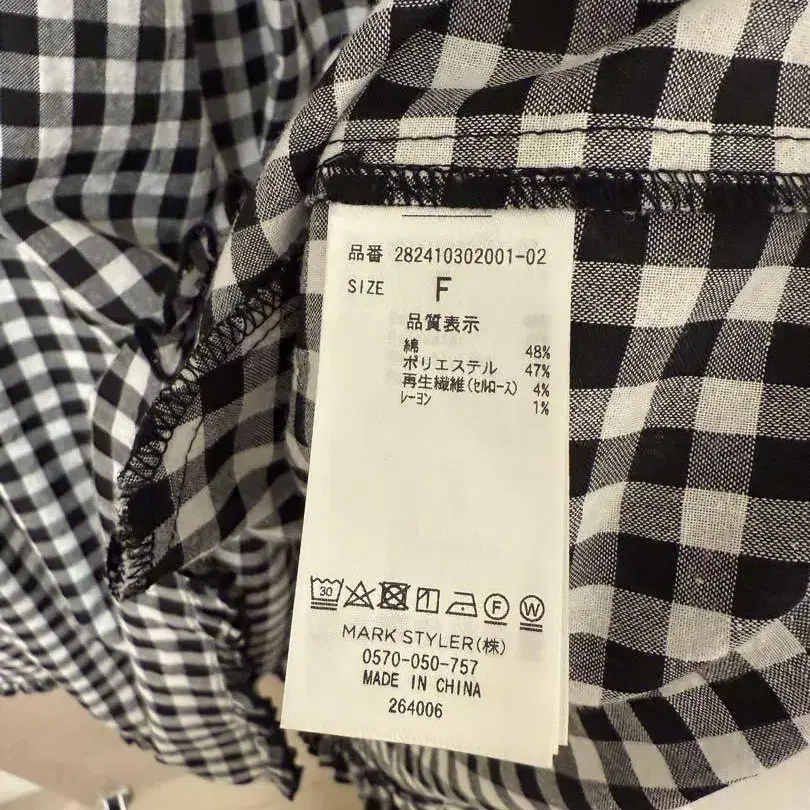 品番 282410302001-02
SIZE F
品質表示
綿 48%
ポリエステル 47%
再生繊維(セルロース) 4%
レーヨン 1%
30
P W
MARK STYLER(株)
0570-050-757
MADE IN CHINA
264006